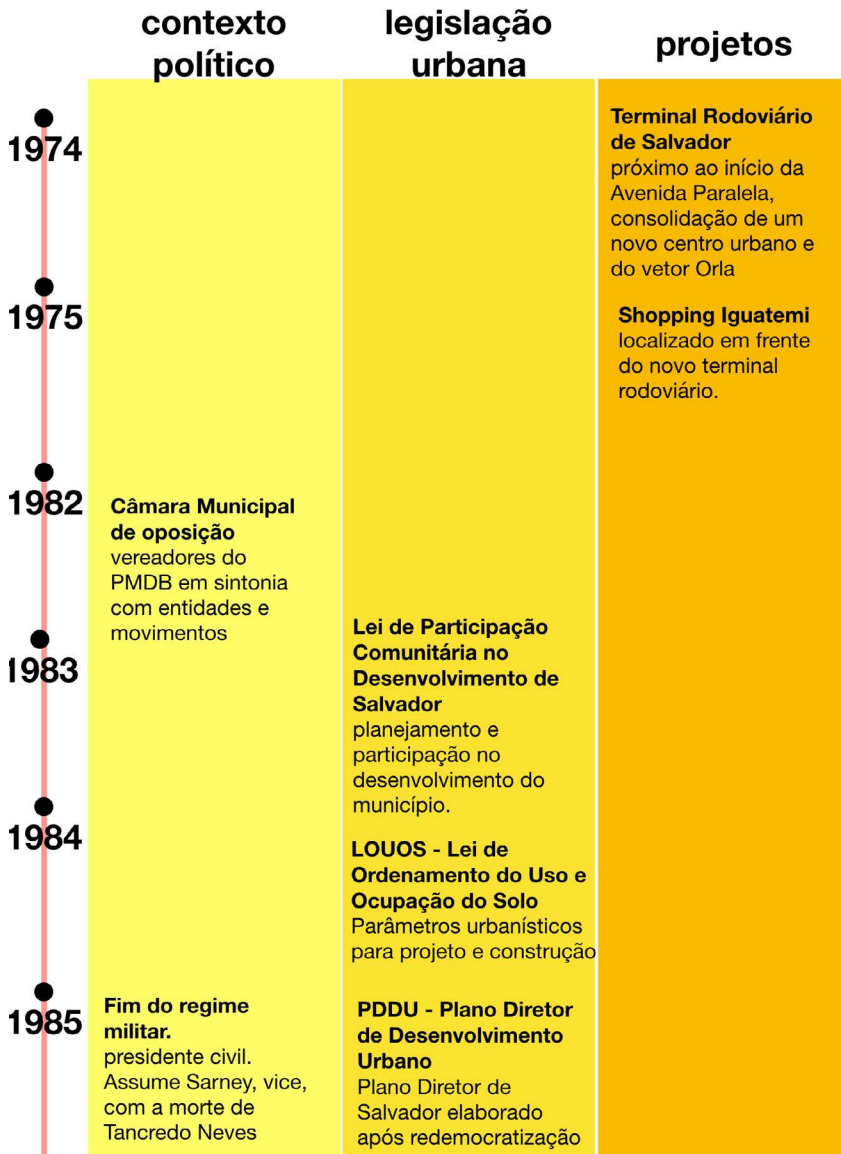 contexto
político
legislação
urbana
projetos
1974
Terminal Rodoviário
de Salvador
próximo ao início da
Avenida Paralela,
consolidação de um
novo centro urbano e
do vetor Orla
1975
Shopping Iguatemi
localizado em frente
do novo terminal
rodoviário.
1982
Câmara Municipal
de oposição
vereadores do
PMDB em sintonia
com entidades e
movimentos
1983
Lei de Participação
Comunitária no
Desenvolvimento de
Salvador
planejamento e
participação no
desenvolvimento do
município.
1984
LOUOS - Lei de
Ordenamento do Uso e
Ocupação do Solo
Parâmetros urbanísticos
para projeto e construção
1985
Fim do regime
militar.
presidente civil.
Assume Sarney, vice,
com a morte de
Tancredo Neves
PDDU - Plano Diretor
de Desenvolvimento
Urbano
Plano Diretor de
Salvador elaborado
após redemocratização